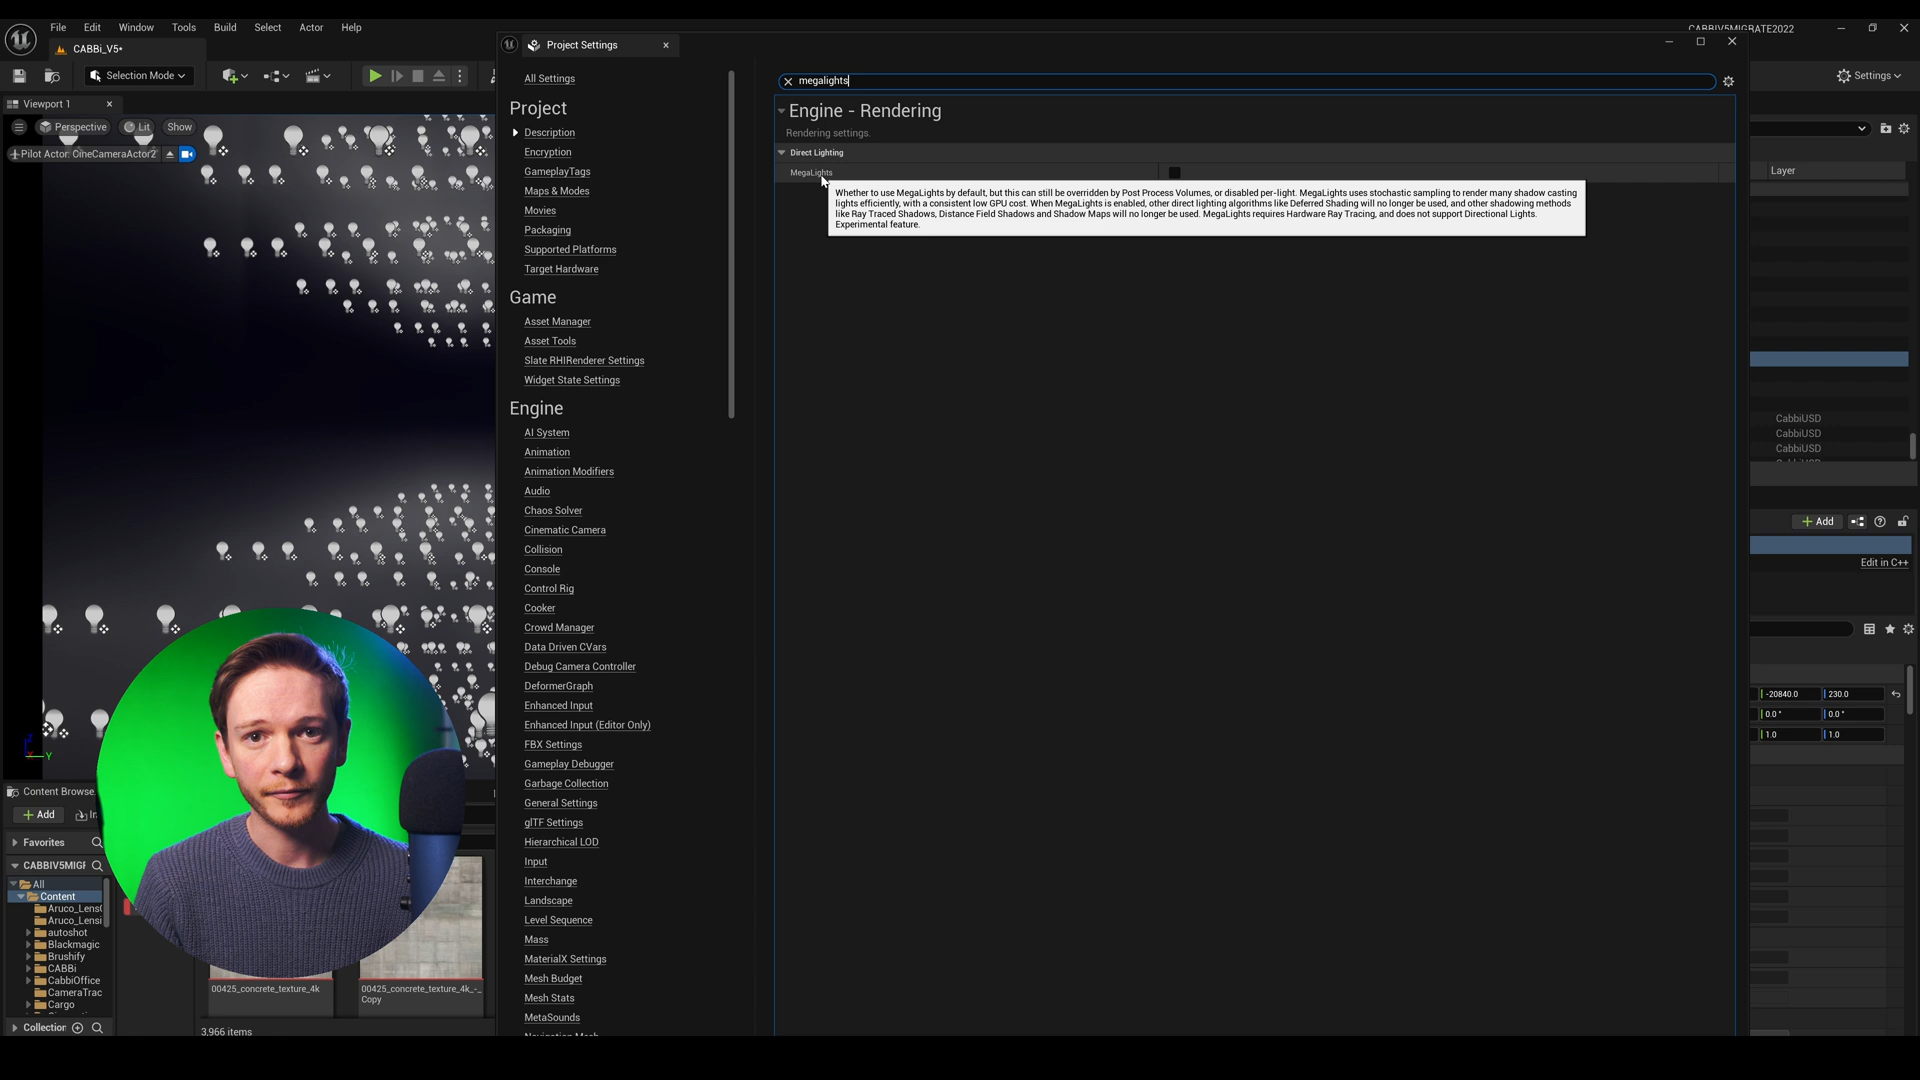 File Edit Window Tools Build Select Actor Help
CABBIV5MIGRATE2022
CABBi_V5*
Project Settings
Selection Mode
Settings
All Settings
megalights
Viewport 1
Project
Engine - Rendering
Perspective Lit Show
Description
Rendering settings.
Pilot Actor: CineCameraActor2
Encryption
Direct Lighting
GameplayTags
MegaLights
Layer
Whether to use MegaLights by default, but this can still be overridden by Post Process Volumes, or disabled per-light. MegaLights uses stochastic sampling to render many shadow casting
lights efficiently, with a consistent low GPU cost. When MegaLights is enabled, other direct lighting algorithms like Deferred Shading will no longer be used, and other shadowing methods
like Ray Traced Shadows, Distance Field Shadows and Shadow Maps will no longer be used. MegaLights requires Hardware Ray Tracing, and does not support Directional Lights.
Experimental feature.
Maps & Modes
Movies
Packaging
Supported Platforms
Target Hardware
Game
Asset Manager
Asset Tools
Slate RHIRenderer Settings
Widget State Settings
Engine
AI System
Animation
Animation Modifiers
Audio
Chaos Solver
Cinematic Camera
Collision
Console
Control Rig
Cooker
Crowd Manager
Data Driven CVars
Debug Camera Controller
DeformerGraph
Enhanced Input
Enhanced Input (Editor Only)
FBX Settings
Gameplay Debugger
Garbage Collection
General Settings
glTF Settings
Hierarchical LOD
Input
Interchange
Landscape
Level Sequence
Mass
MaterialX Settings
Mesh Budget
Mesh Stats
MetaSounds
CabbiUSD
CabbiUSD
CabbiUSD
Add
Edit in C++
-20840.0 230.0
0.0° 0.0°
1.0 1.0
Y
Content Browse
Add
Favorites
CABBIV5MIGF
All
Content
Aruco_Lens
Aruco_Lensi
autoshot
Blackmagic
Brushify
CABBi
CabbiOffice
CameraTrac
Cargo
Collection
00425_concrete_texture_4k
00425_concrete_texture_4k_-_
Copy
3,966 items